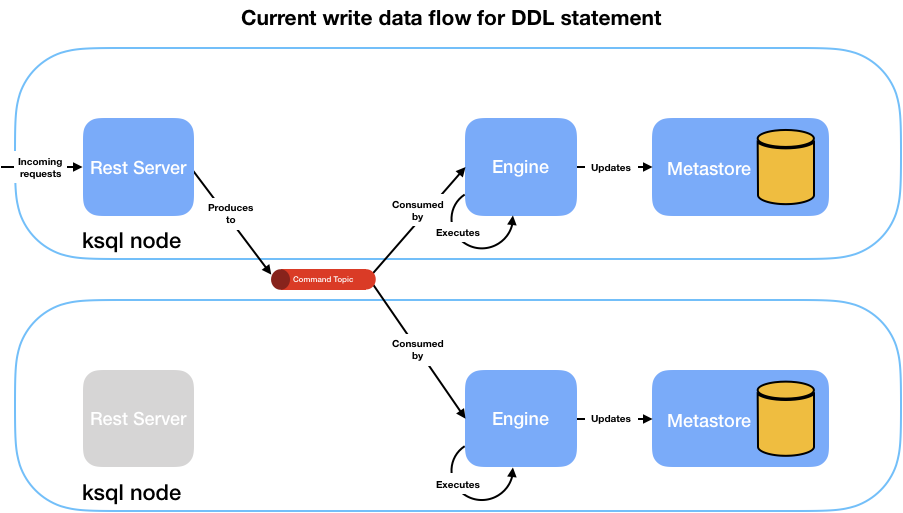 Current write data flow for DDL statement
Incoming
requests
Rest Server
Produces
to
ksql node
Command Topic
Consumed
by
Engine
Executes
Updates
Metastore
Consumed
by
Rest Server
ksql node
Engine
Executes
Updates
Metastore